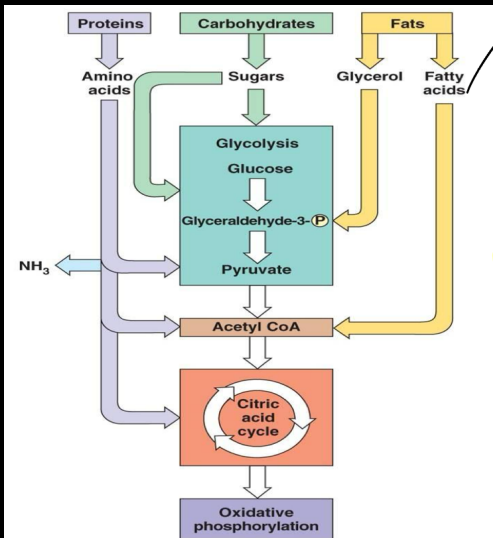 Proteins
Carbohydrates
Fats
Amino
acids
Sugars
Glycerol
Fatty
acids
Glycolysis
Glucose
Glyceraldehyde-3- P
NH3
Pyruvate
Acetyl CoA
Citric
acid
cycle
Oxidative
phosphorylation